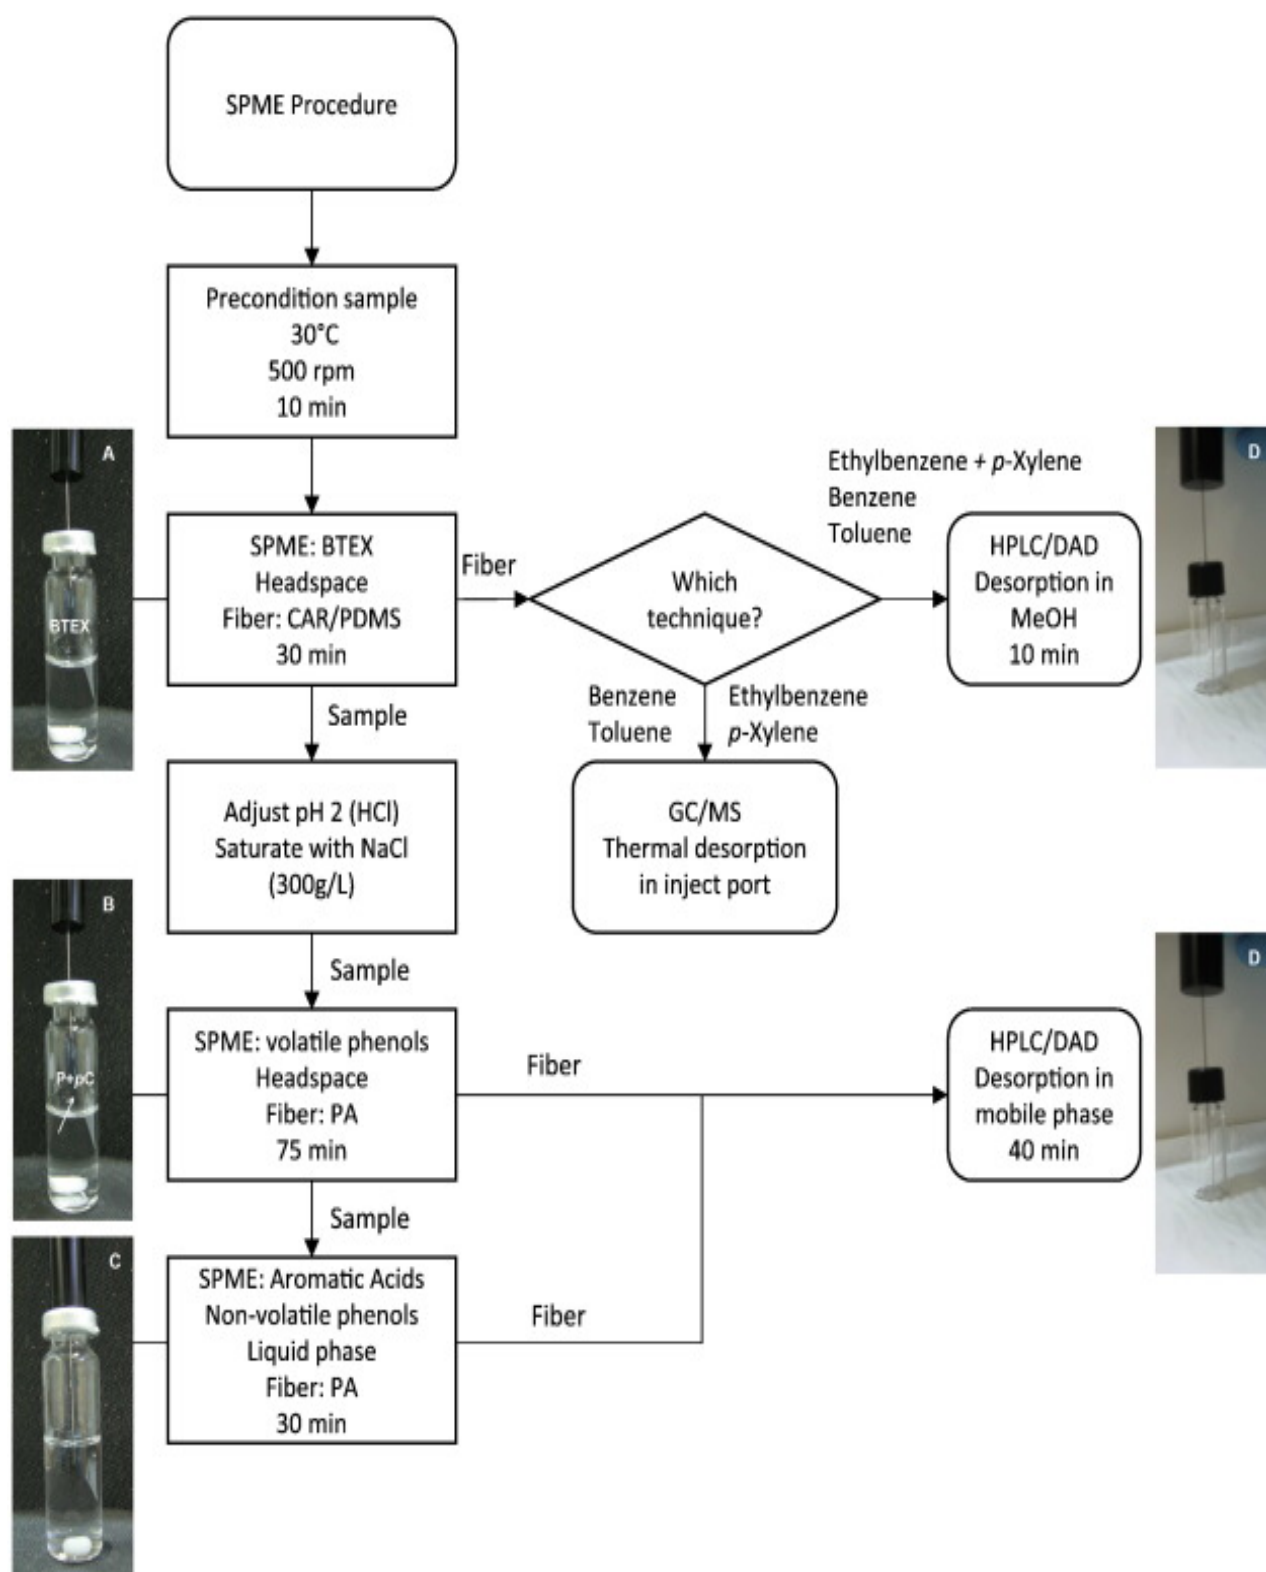 SPME Procedure
Precondition sample
30°C
500 rpm
10 min
A
BTEX
SPME: BTEX
Headspace
Fiber: CAR/PDMS
30 min
Fiber
Which
technique?
Ethylbenzene + p-Xylene
Benzene
Toluene
HPLC/DAD
Desorption in
MeOH
10 min
D
Benzene
Toluene
Ethylbenzene
p-Xylene
GC/MS
Thermal desorption
in inject port
Sample
Adjust pH 2 (HCl)
Saturate with NaCl
(300g/L)
Sample
B
P+pC
SPME: volatile phenols
Headspace
Fiber: PA
75 min
Fiber
HPLC/DAD
Desorption in
mobile phase
40 min
D
Sample
C
SPME: Aromatic Acids
Non-volatile phenols
Liquid phase
Fiber: PA
30 min
Fiber